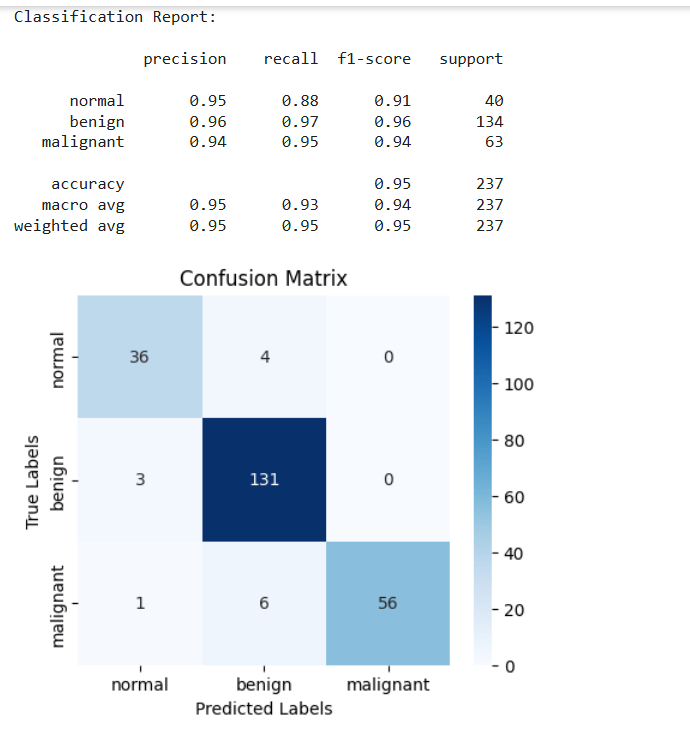 Classification Report:
precision recall f1-score support
normal 0.95 0.88 0.91 40
benign 0.96 0.97 0.96 134
malignant 0.94 0.95 0.94 63
accuracy 0.95 237
macro avg 0.95 0.93 0.94 237
weighted avg 0.95 0.95 0.95 237
Confusion Matrix
True Labels
normal 36 4 0
benign 3 131 0
malignant 1 6 56
normal benign malignant
Predicted Labels
120
100
80
60
40
20
0